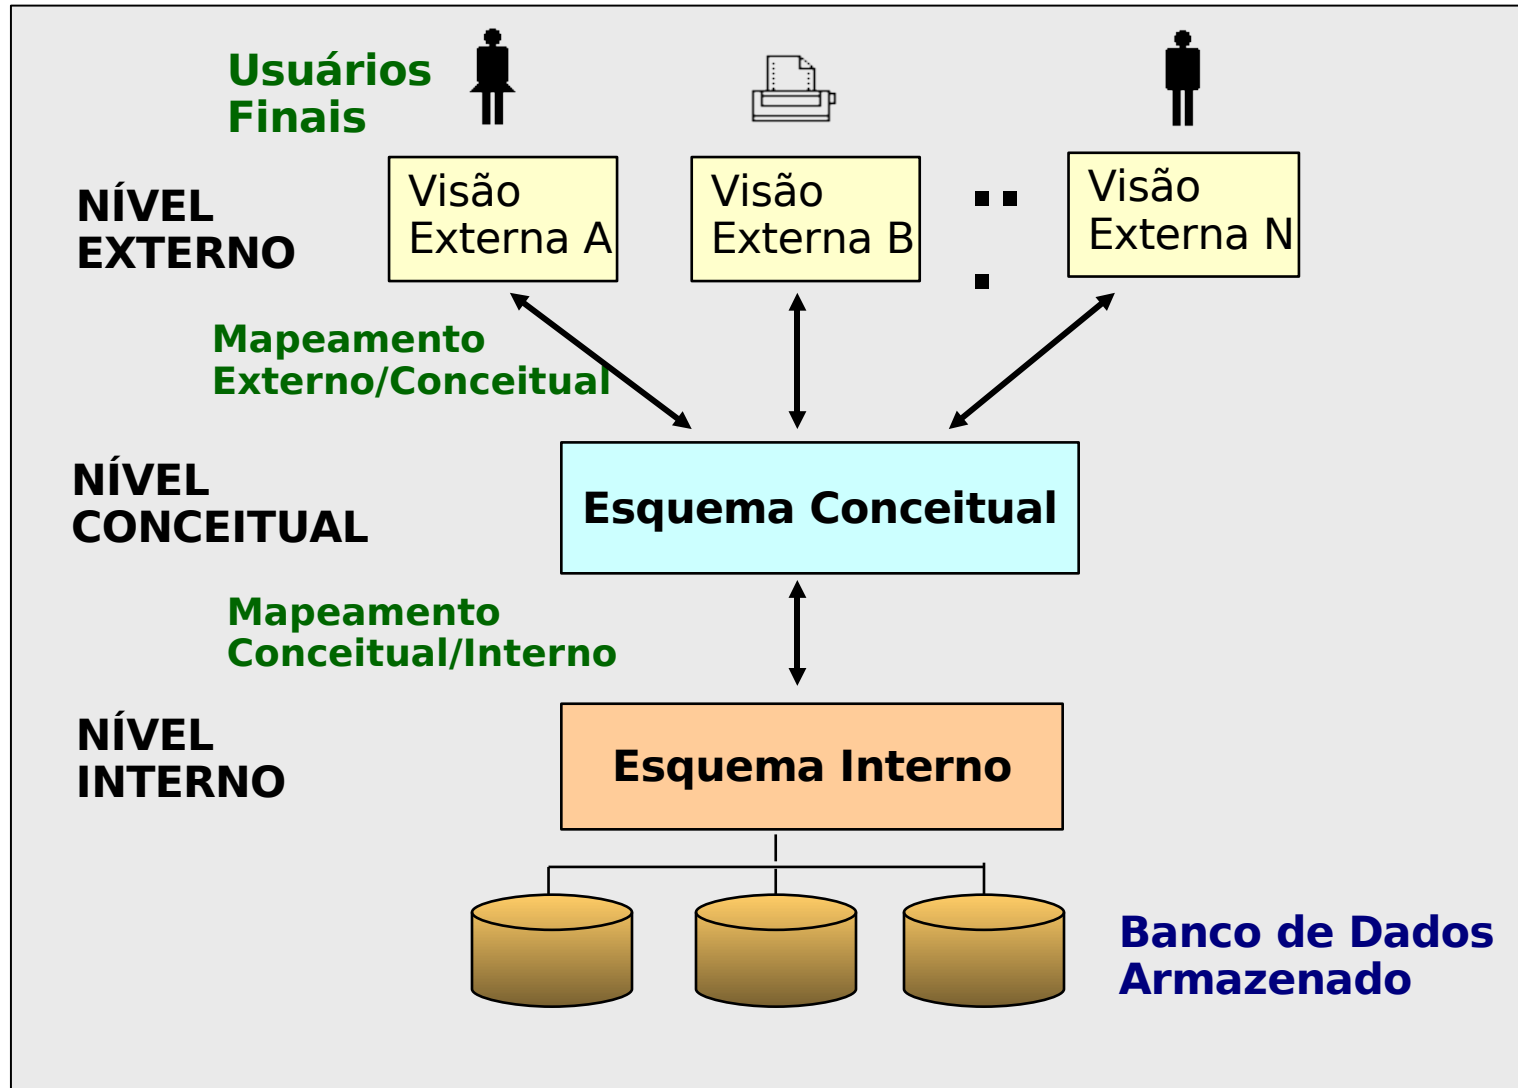 Usuários
Finais
NÍVEL
EXTERNO
Visão
Externa A
Visão
Externa B
...
Visão
Externa N
Mapeamento
Externo/Conceitual
NÍVEL
CONCEITUAL
Esquema Conceitual
Mapeamento
Conceitual/Interno
NÍVEL
INTERNO
Esquema Interno
Banco de Dados
Armazenado